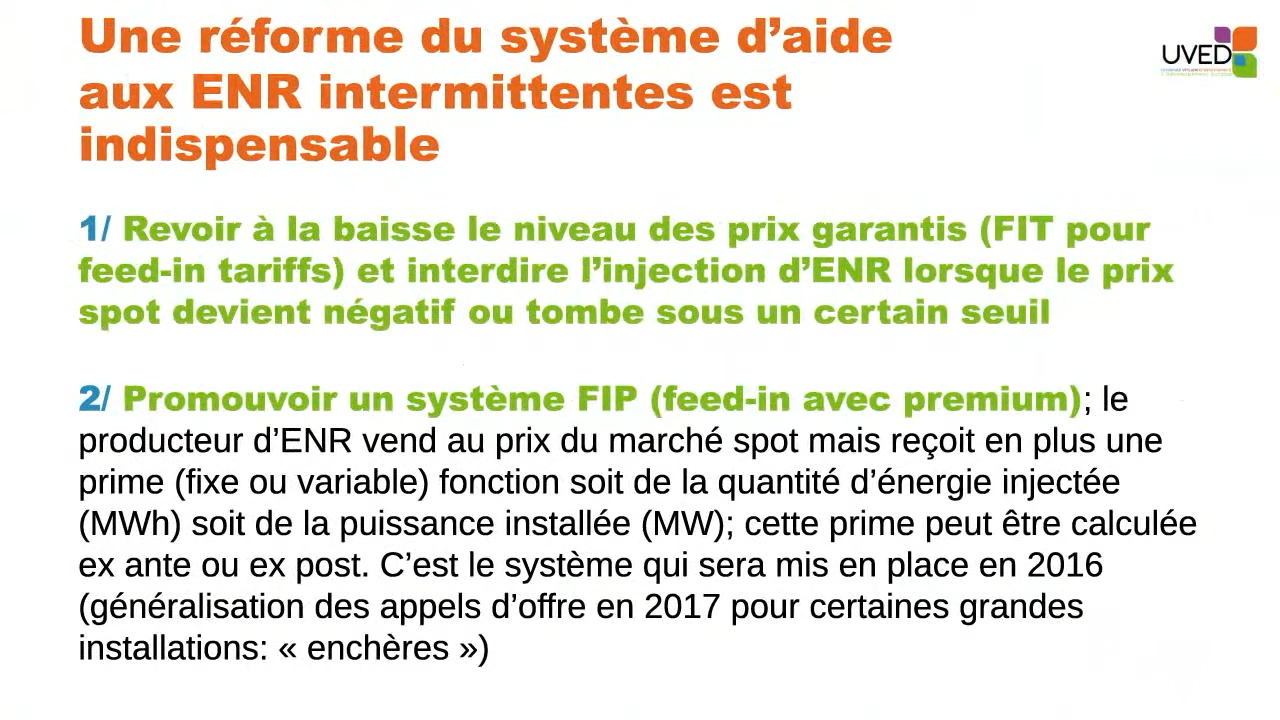 Une réforme du système d’aide
aux ENR intermittentes est
indispensable
UVED
1/ Revoir à la baisse le niveau des prix garantis (FIT pour
feed-in tariffs) et interdire l’injection d’ENR lorsque le prix
spot devient négatif ou tombe sous un certain seuil
2/ Promouvoir un système FIP (feed-in avec premium); le
producteur d’ENR vend au prix du marché spot mais reçoit en plus une
prime (fixe ou variable) fonction soit de la quantité d’énergie injectée
(MWh) soit de la puissance installée (MW); cette prime peut être calculée
ex ante ou ex post. C’est le système qui sera mis en place en 2016
(généralisation des appels d’offre en 2017 pour certaines grandes
installations: « enchères »)